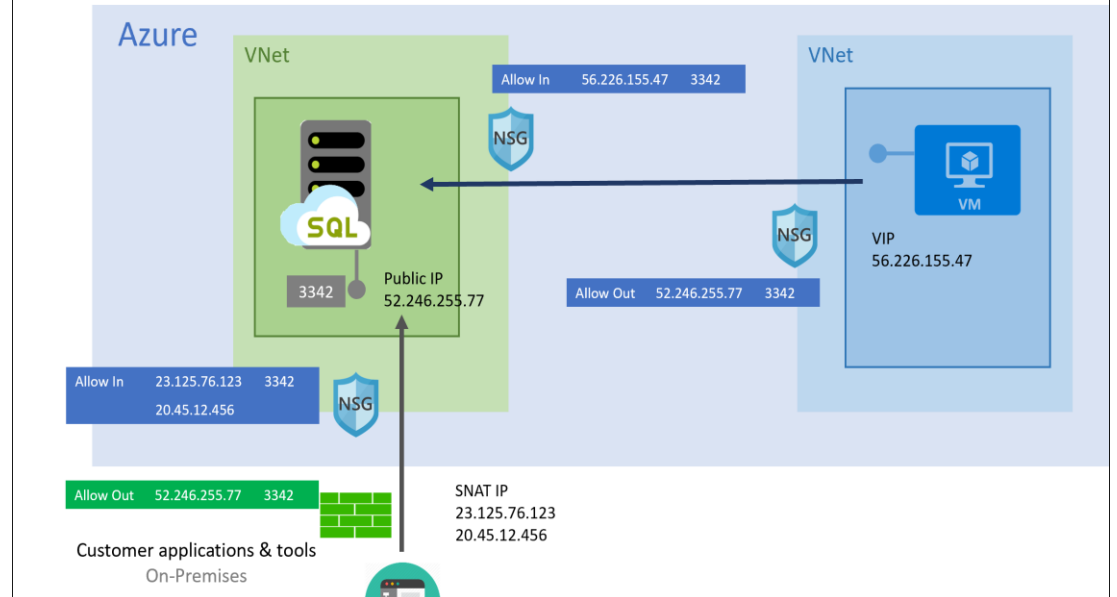 Azure
VNet
VNet
Allow In 56.226.155.47 3342
NSG
SQL
3342
Public IP
52.246.255.77
NSG
VM
VIP
56.226.155.47
Allow Out 52.246.255.77 3342
Allow In 23.125.76.123 3342
20.45.12.456
NSG
Allow Out 52.246.255.77 3342
SNAT IP
23.125.76.123
20.45.12.456
Customer applications & tools
On-Premises